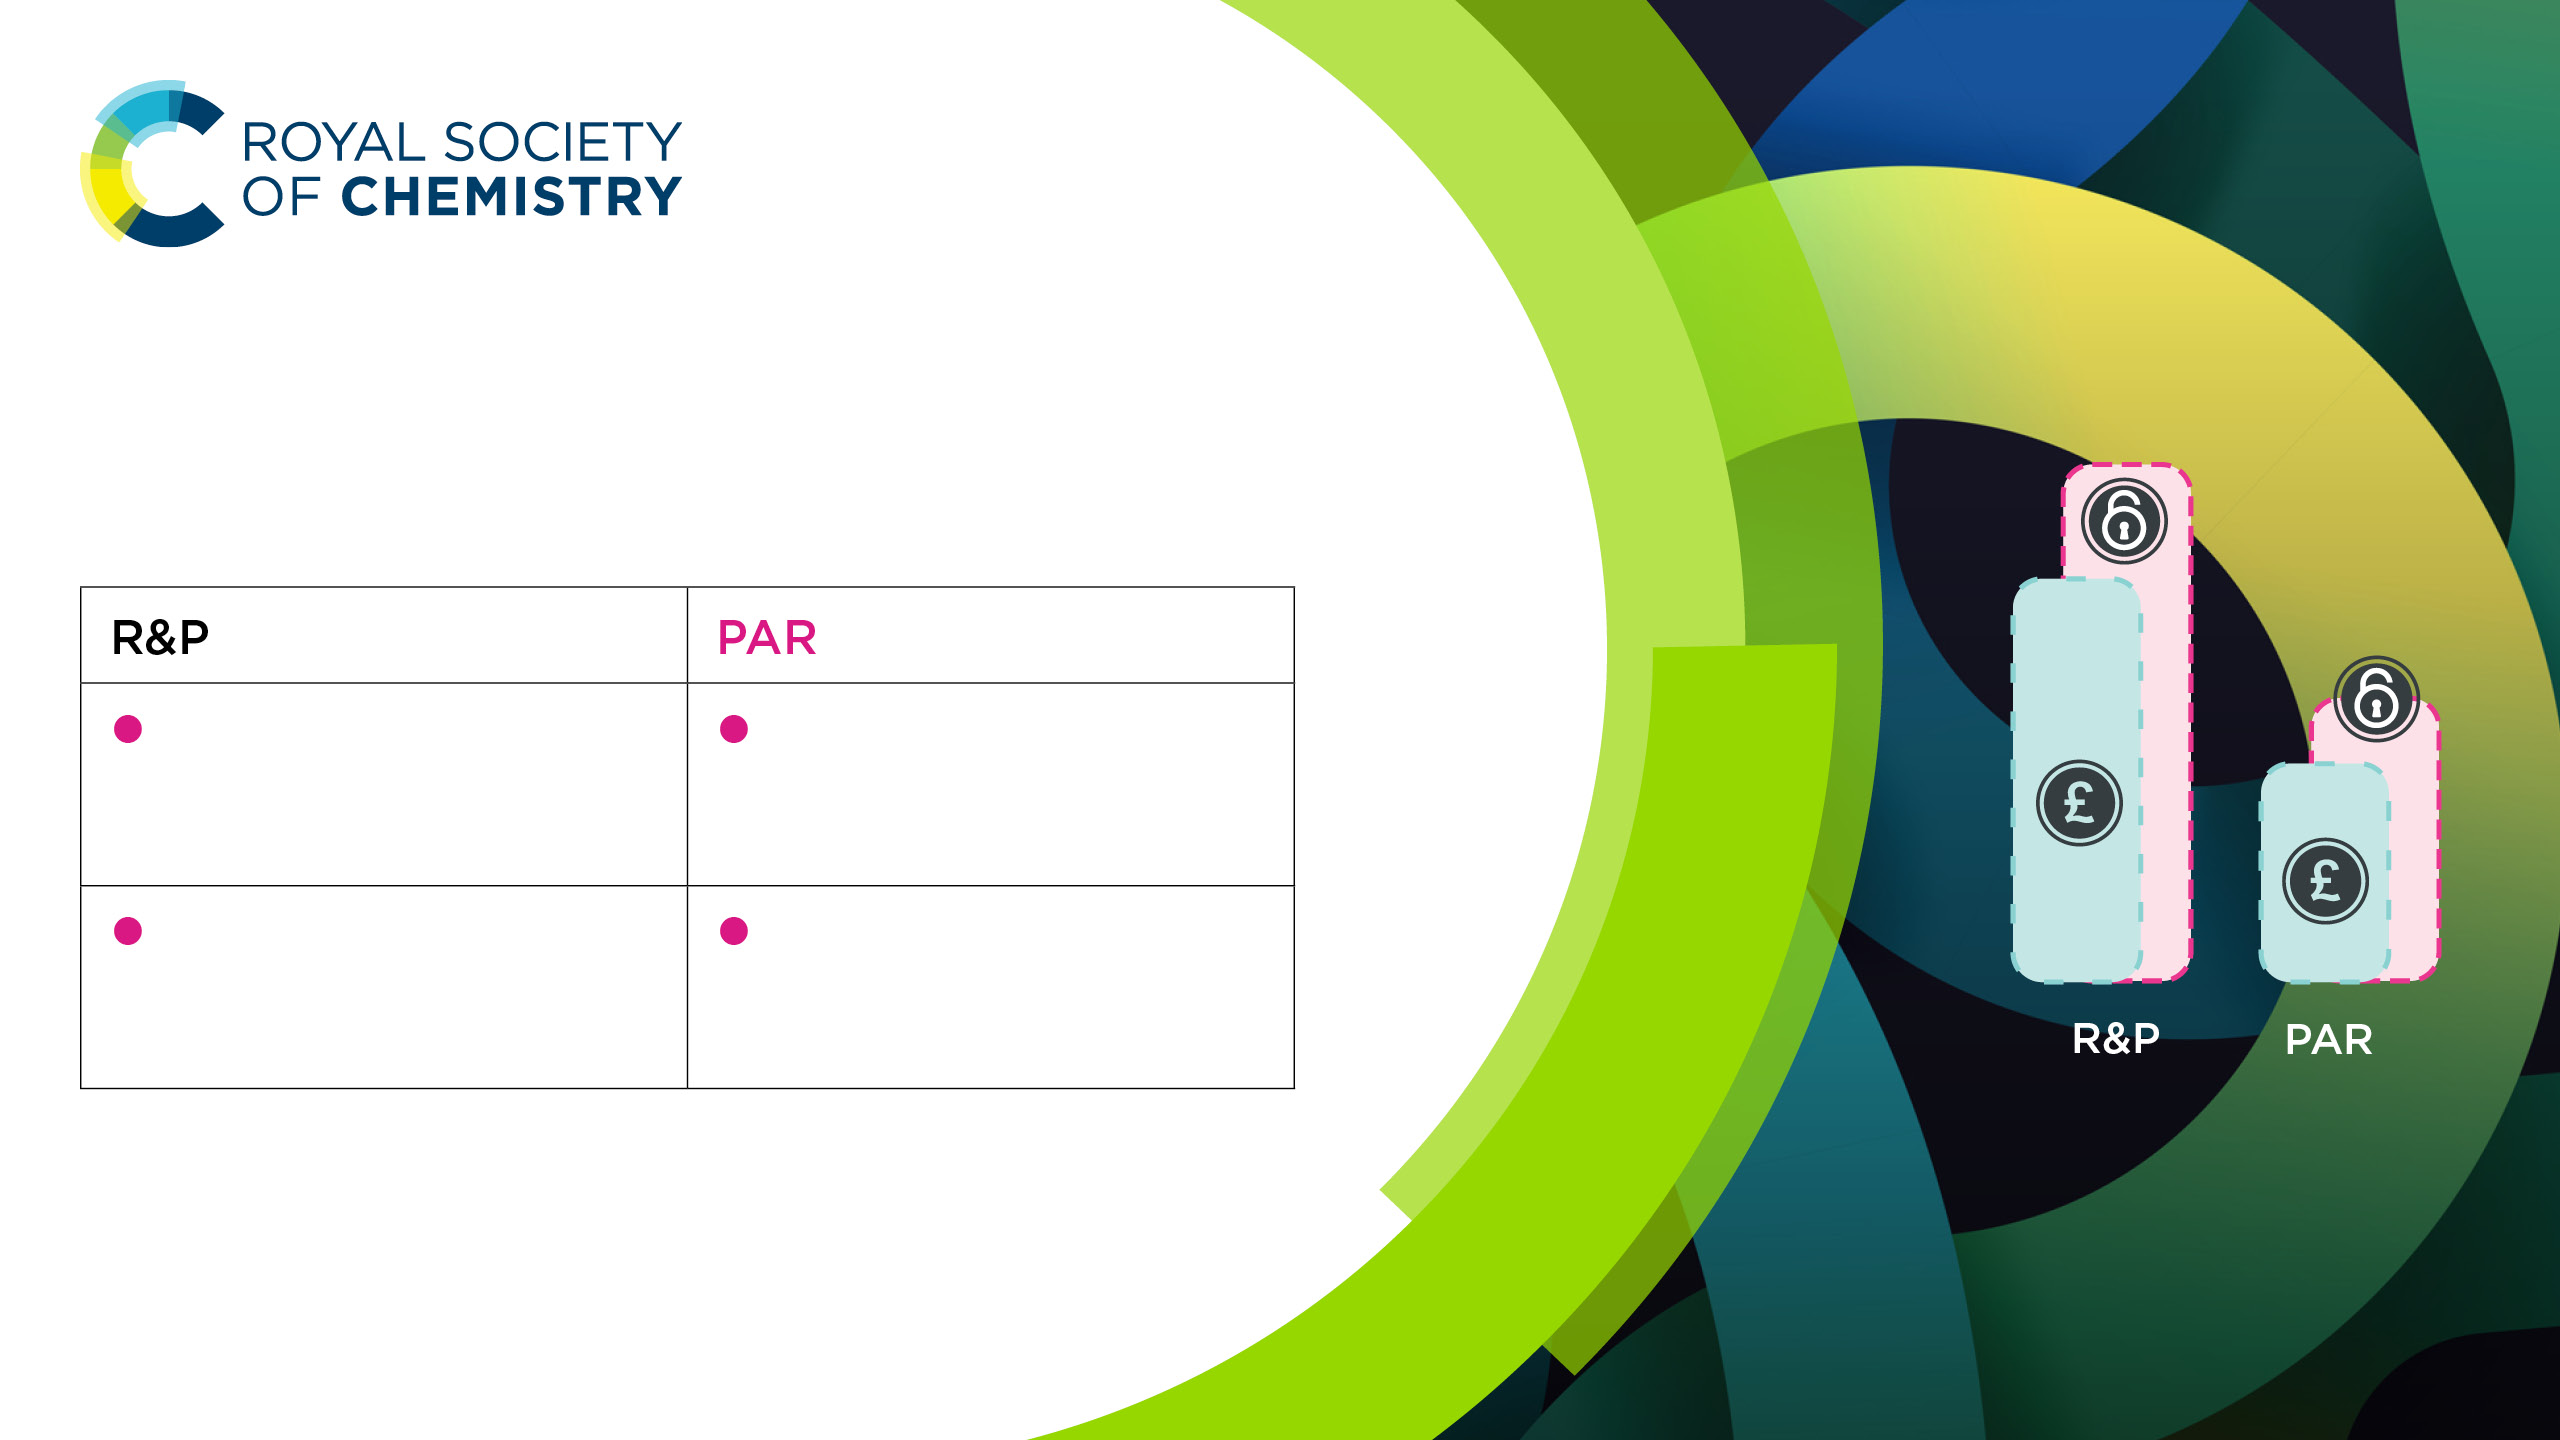 ROYAL SOCIETY
OF CHEMISTRY
R&P
PAR
£
£
R&P
PAR